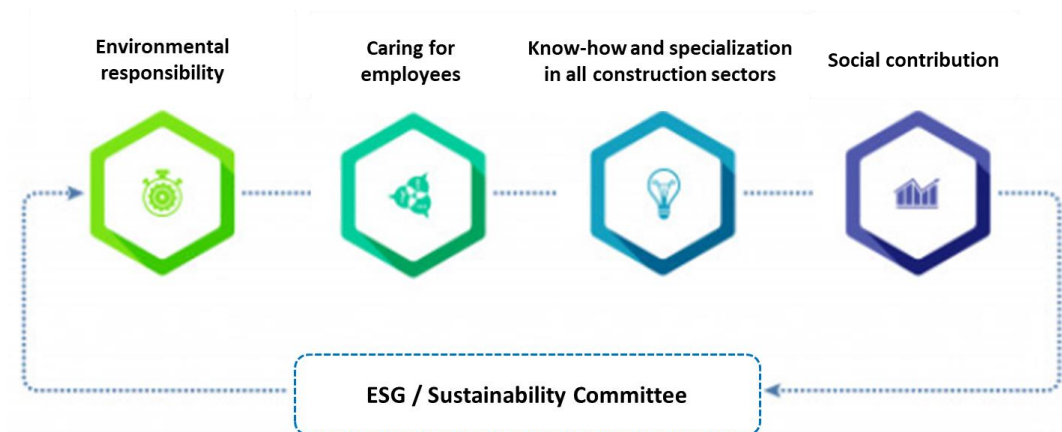 Environmental
responsibility
Caring for
employees
Know-how and specialization
in all construction sectors
Social contribution
ESG / Sustainability Committee